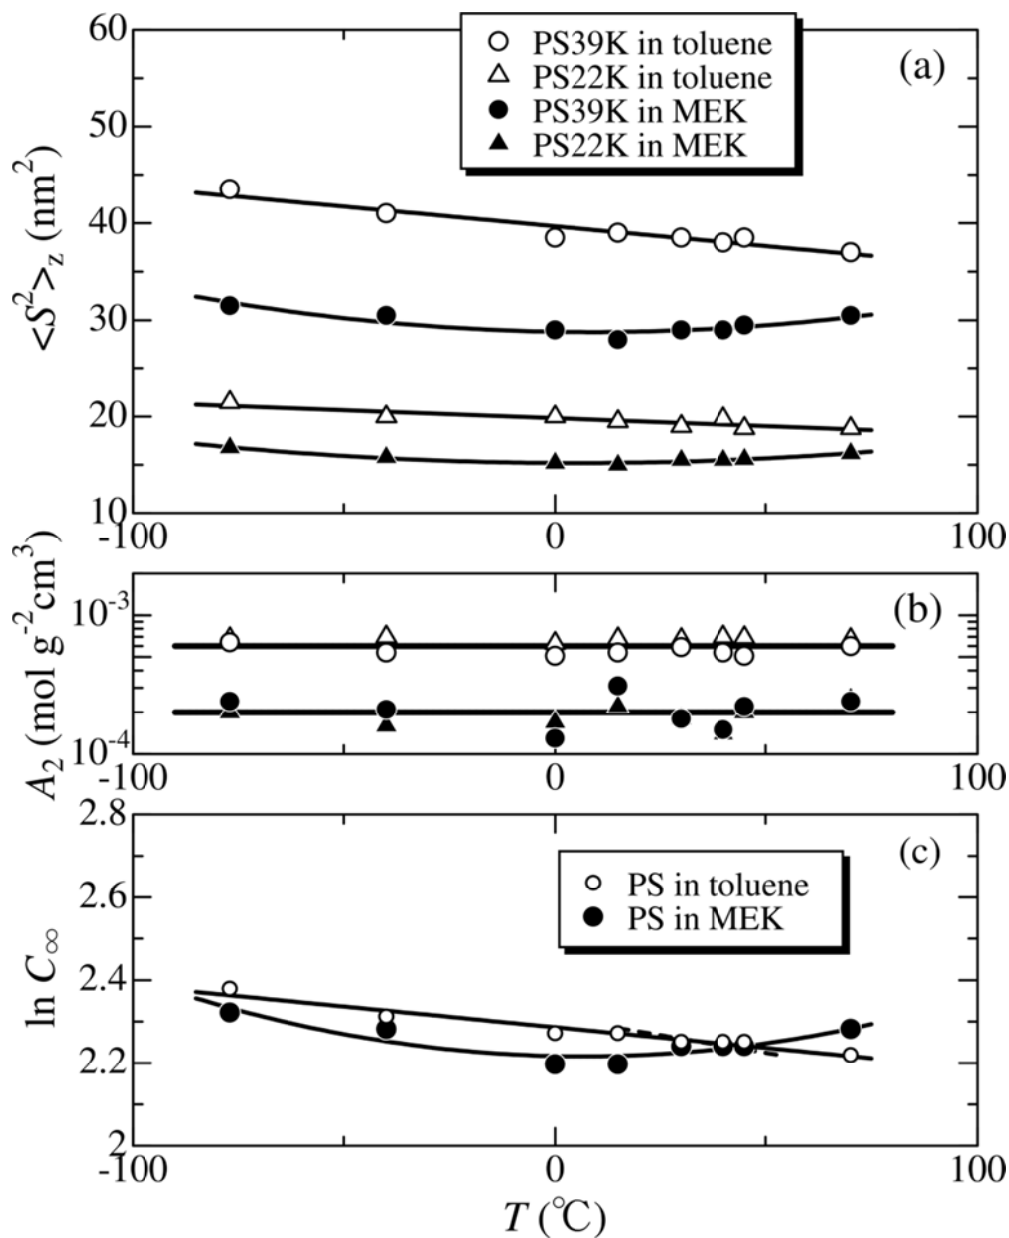 60
PS39K in toluene
(a)
PS22K in toluene
50
PS39K in MEK
PS22K in MEK
<S²>z (nm²)
40
30
20
10
-100 0 100
A₂ (mol g⁻²cm³)
10⁻³
(b)
10⁻⁴
-100 0 100
2.8
(c)
PS in toluene
2.6
PS in MEK
ln C∞
2.4
2.2
2
-100 0 100
T (℃)